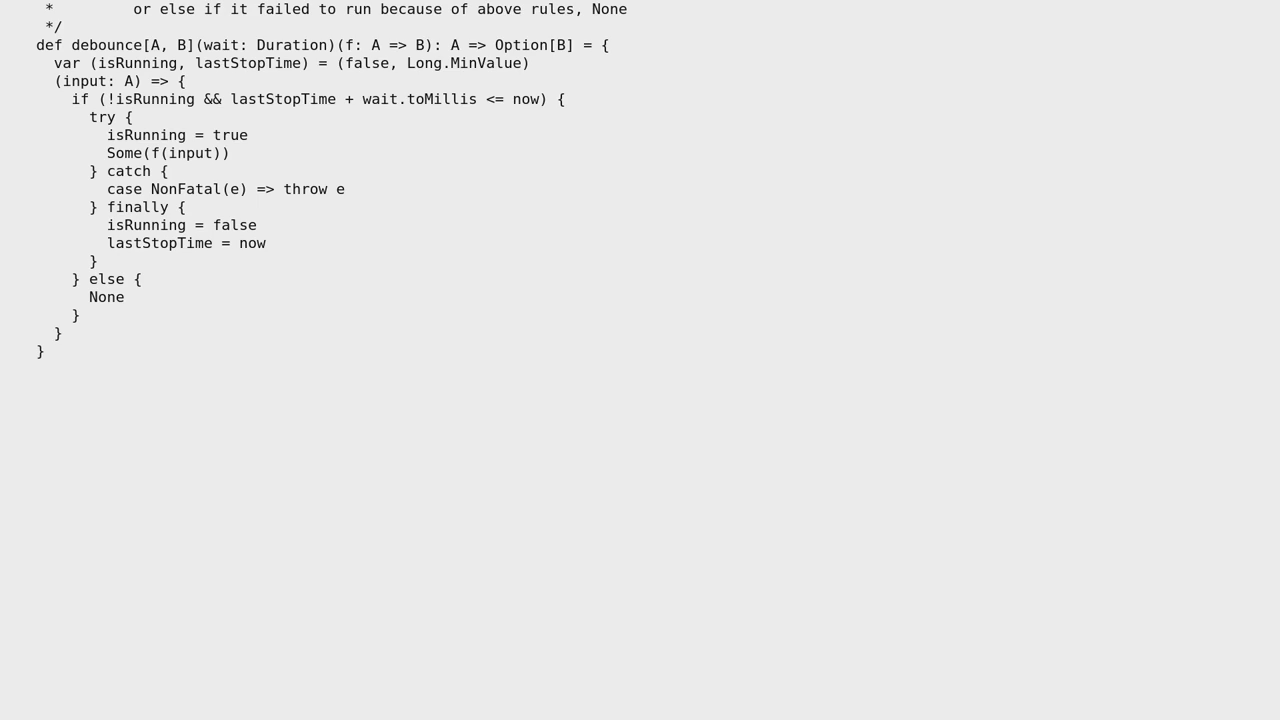 *         or else if it failed to run because of above rules, None
 */
def debounce[A, B](wait: Duration)(f: A => B): A => Option[B] = {
  var (isRunning, lastStopTime) = (false, Long.MinValue)
  (input: A) => {
    if (!isRunning && lastStopTime + wait.toMillis <= now) {
      try {
        isRunning = true
        Some(f(input))
      } catch {
        case NonFatal(e) => throw e
      } finally {
        isRunning = false
        lastStopTime = now
      }
    } else {
      None
    }
  }
}